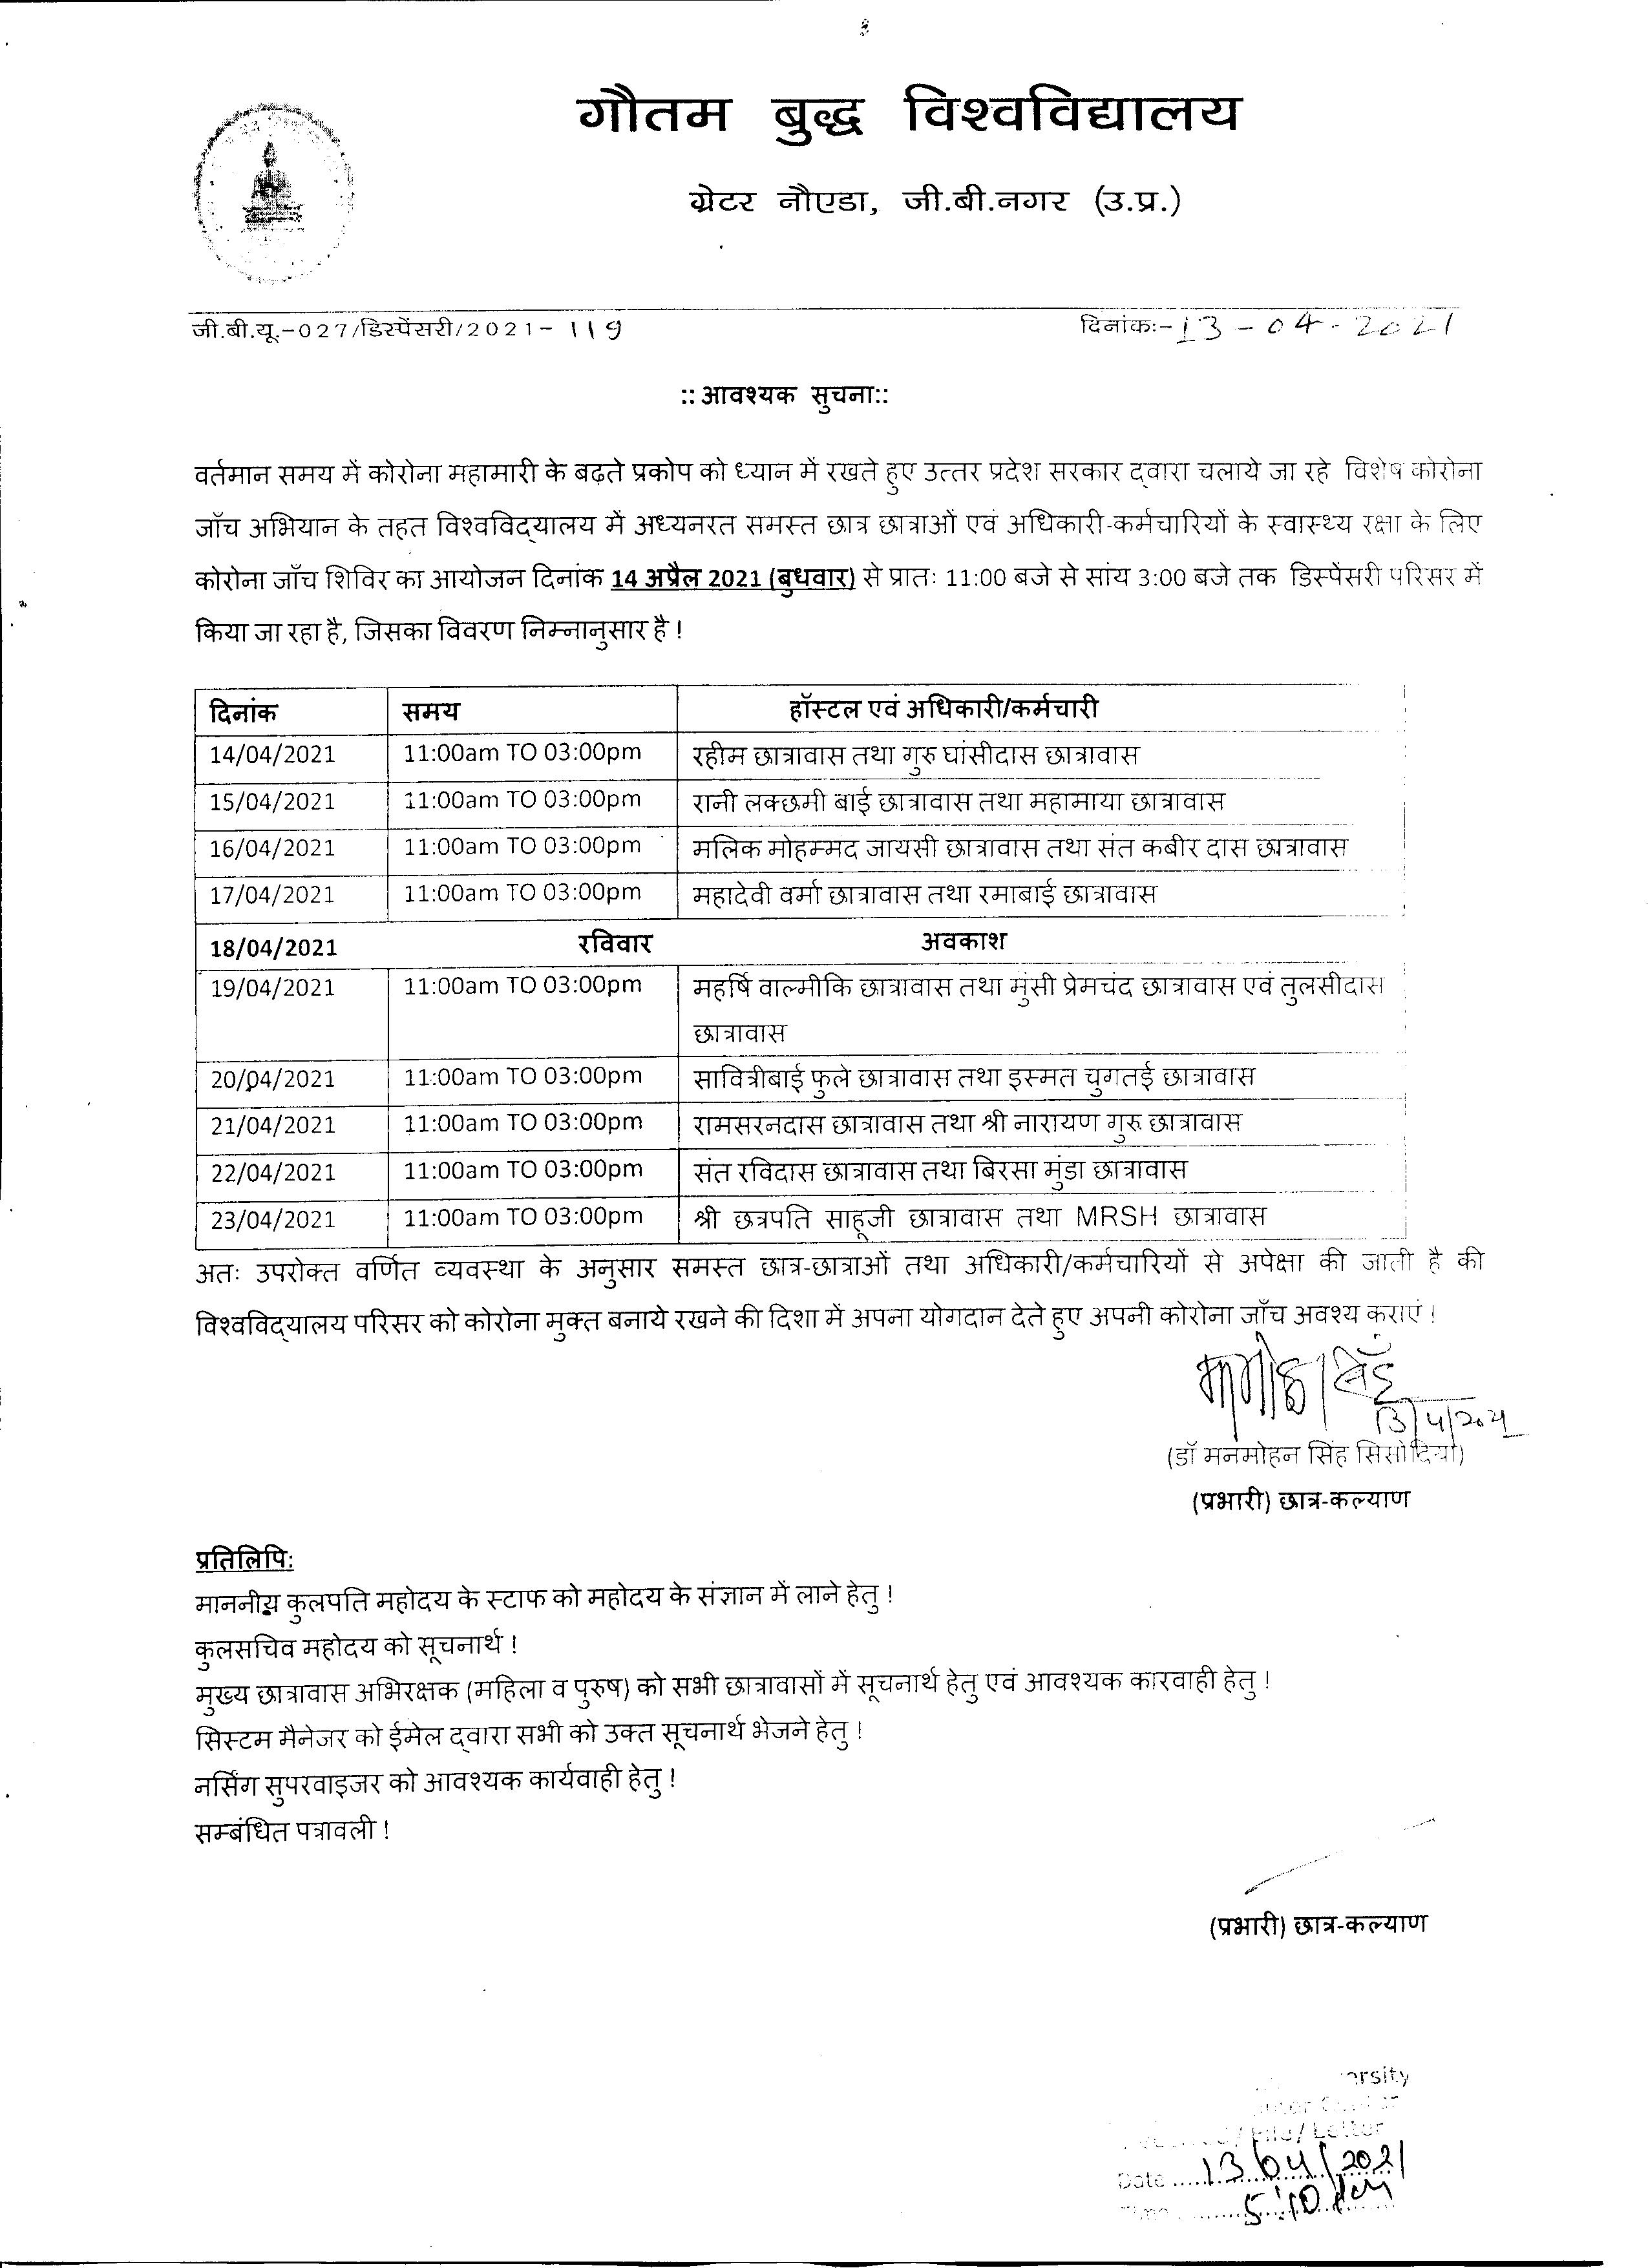 गौतम बुद्ध विश्वविद्यालय
ग्रेटर नौएडा, जी.बी.नगर (उ.प्र.)
जी.बी.यू.-027/डिस्पेंसरी/2021- 119
दिनांकः- 13-04-2021
::आवश्यक सुचना::
वर्तमान समय में कोरोना महामारी के बढ़ते प्रकोप को ध्यान में रखते हुए उत्तर प्रदेश सरकार द्वारा चलाये जा रहे विशेष कोरोना
जाँच अभियान के तहत विश्वविद्यालय में अध्यनरत समस्त छात्र छात्राओं एवं अधिकारी-कर्मचारियों के स्वास्थ्य रक्षा के लिए
कोरोना जाँच शिविर का आयोजन दिनांक 14 अप्रैल 2021 (बुधवार) से प्रातः 11:00 बजे से सांय 3:00 बजे तक डिस्पेंसरी परिसर में
किया जा रहा है, जिसका विवरण निम्नानुसार है !
दिनांक समय हॉस्टल एवं अधिकारी/कर्मचारी
14/04/2021 11:00am TO 03:00pm रहीम छात्रावास तथा गुरु घांसीदास छात्रावास
15/04/2021 11:00am TO 03:00pm रानी लक्छमी बाई छात्रावास तथा महामाया छात्रावास
16/04/2021 11:00am TO 03:00pm मलिक मोहम्मद जायसी छात्रावास तथा संत कबीर दास छात्रावास
17/04/2021 11:00am TO 03:00pm महादेवी वर्मा छात्रावास तथा रमाबाई छात्रावास
18/04/2021 रविवार अवकाश
19/04/2021 11:00am TO 03:00pm महर्षि वाल्मीकि छात्रावास तथा मुंसी प्रेमचंद छात्रावास एवं तुलसीदास
छात्रावास
20/04/2021 11:00am TO 03:00pm सावित्रीबाई फुले छात्रावास तथा इस्मत चुगतई छात्रावास
21/04/2021 11:00am TO 03:00pm रामसरनदास छात्रावास तथा श्री नारायण गुरु छात्रावास
22/04/2021 11:00am TO 03:00pm संत रविदास छात्रावास तथा बिरसा मुंडा छात्रावास
23/04/2021 11:00am TO 03:00pm श्री छत्रपति साहूजी छात्रावास तथा MRSH छात्रावास
अतः उपरोक्त वर्णित व्यवस्था के अनुसार समस्त छात्र-छात्राओं तथा अधिकारी/कर्मचारियों से अपेक्षा की जाती है की
विश्वविद्यालय परिसर को कोरोना मुक्त बनाये रखने की दिशा में अपना योगदान देते हुए अपनी कोरोना जाँच अवश्य कराएं !
13/4/2021
(डॉ मनमोहन सिंह सिसोदिया)
(प्रभारी) छात्र-कल्याण
प्रतिलिपि:
माननीय कुलपति महोदय के स्टाफ को महोदय के संज्ञान में लाने हेतु !
कुलसचिव महोदय को सूचनार्थ !
मुख्य छात्रावास अभिरक्षक (महिला व पुरुष) को सभी छात्रावासों में सूचनार्थ हेतु एवं आवश्यक कारवाही हेतु !
सिस्टम मैनेजर को ईमेल द्वारा सभी को उक्त सूचनार्थ भेजने हेतु !
नर्सिंग सुपरवाइजर को आवश्यक कार्यवाही हेतु !
सम्बंधित पत्रावली !
(प्रभारी) छात्र-कल्याण
/ File/ Letter
Date ..... 13/04/2021
5:10 pm